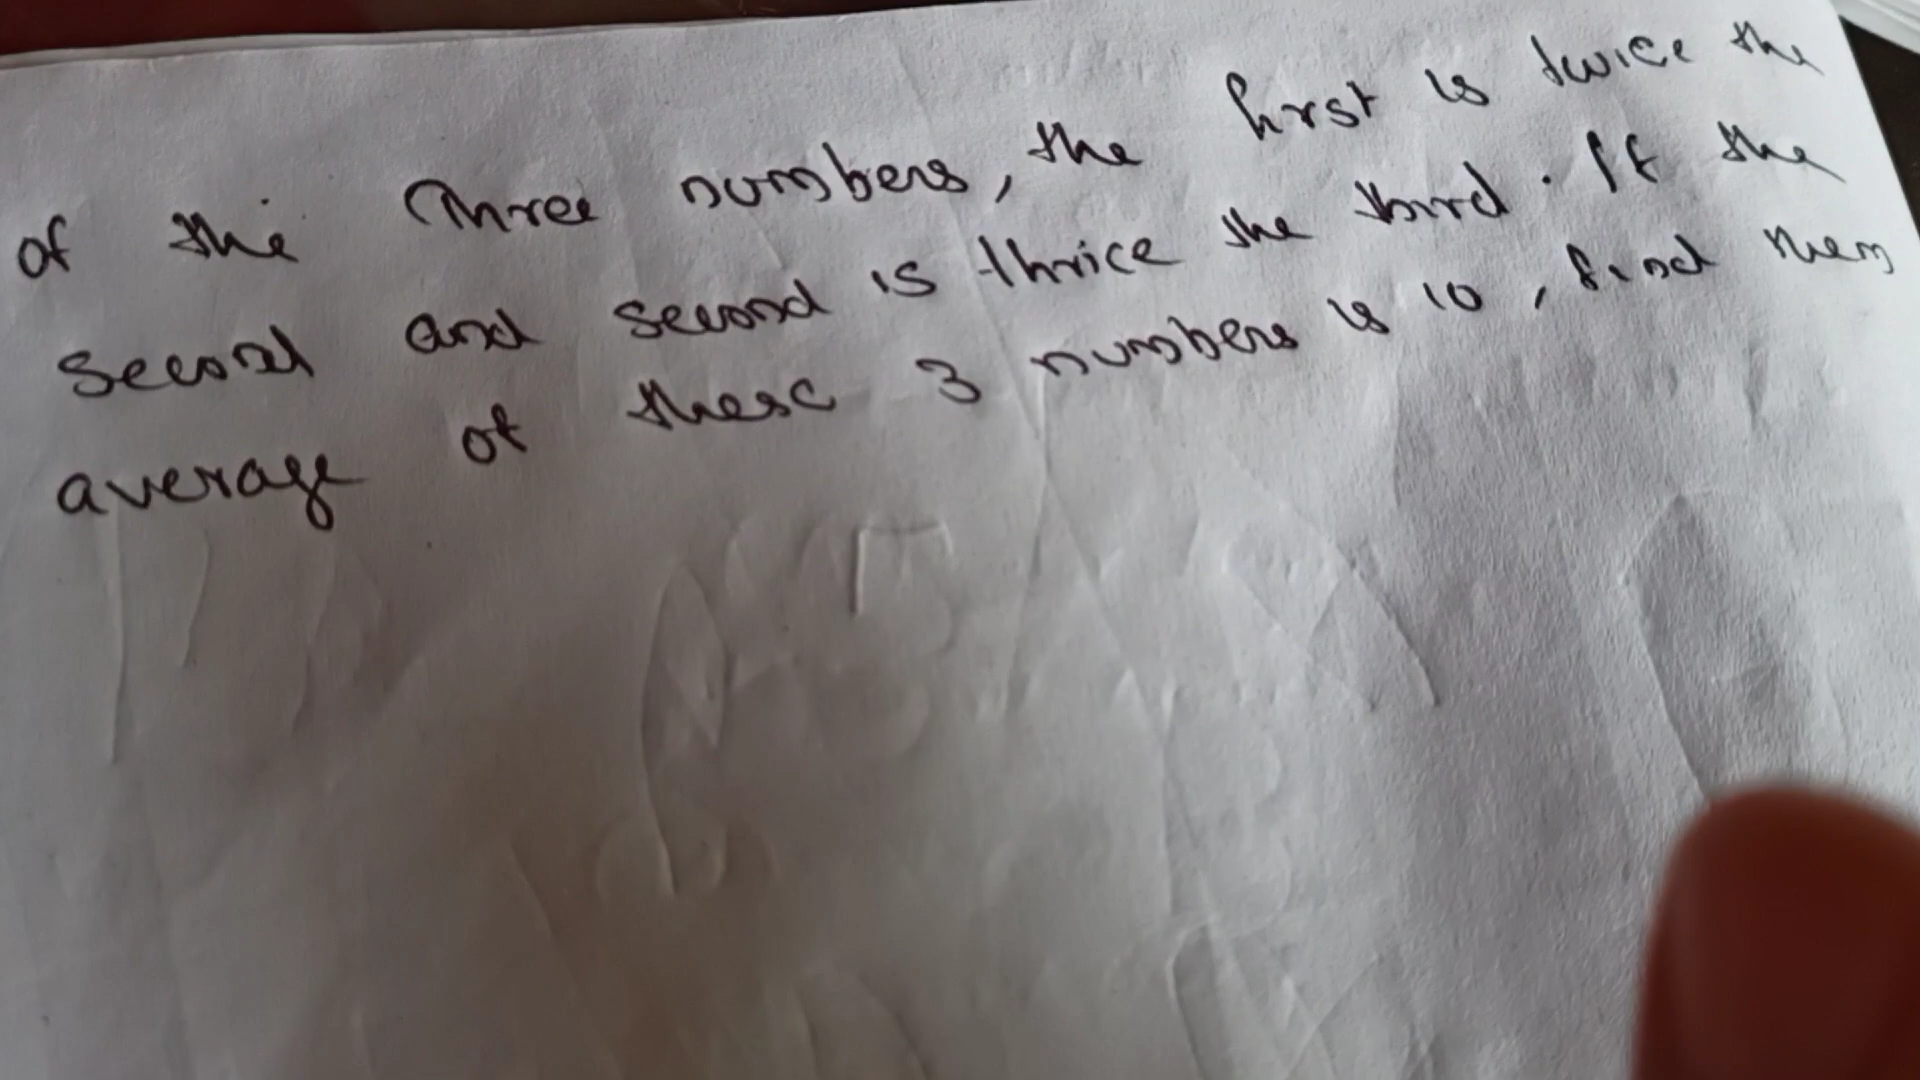 of the Three numbers, the first is twice the
second and second is thrice the third. If the
average of these 3 numbers is 10, find them